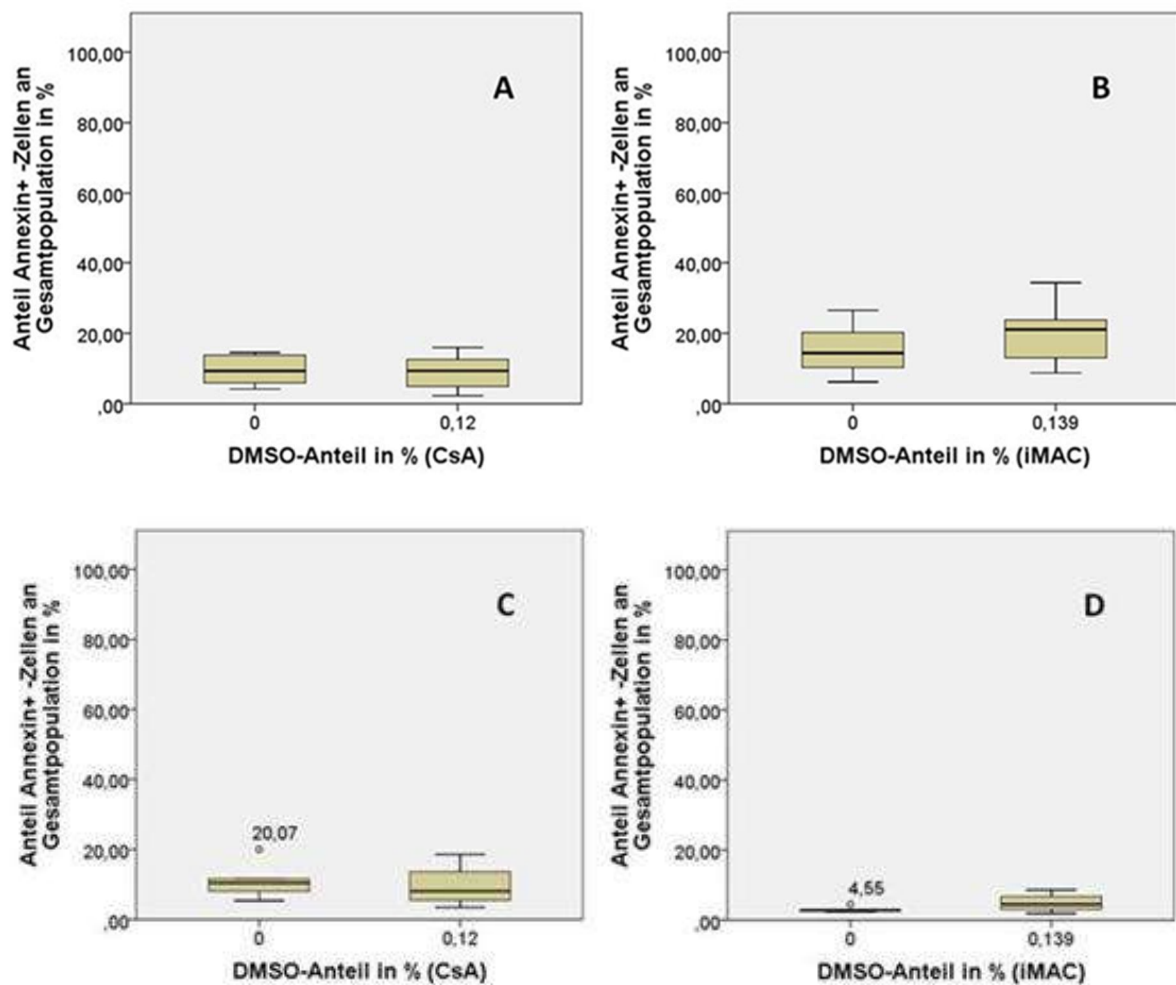 Anteil Annexin+ -Zellen an
Gesamtpopulation in %
100,00
80,00
60,00
40,00
20,00
,00
A
0
0,12
DMSO-Anteil in % (CsA)
Anteil Annexin+ -Zellen an
Gesamtpopulation in %
100,00
80,00
60,00
40,00
20,00
,00
B
0
0,139
DMSO-Anteil in % (iMAC)
Anteil Annexin+ -Zellen an
Gesamtpopulation in %
100,00
80,00
60,00
40,00
20,00
,00
C
20,07
0
0,12
DMSO-Anteil in % (CsA)
Anteil Annexin+ -Zellen an
Gesamtpopulation in %
100,00
80,00
60,00
40,00
20,00
,00
D
4,55
0
0,139
DMSO-Anteil in % (iMAC)